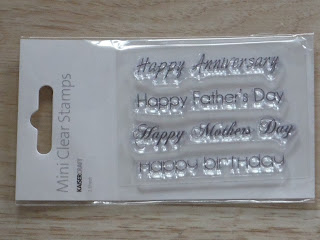 Happy Anniversary
Happy Father's Day
Happy Mothers Day
Happy birthday
Mini Clear Stamps
KAISERCRAFT